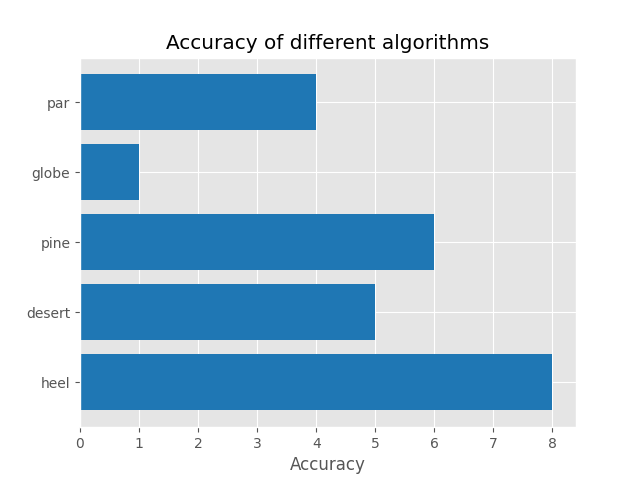 Accuracy of different algorithms
par
globe
pine
desert
heel
0 1 2 3 4 5 6 7 8
Accuracy